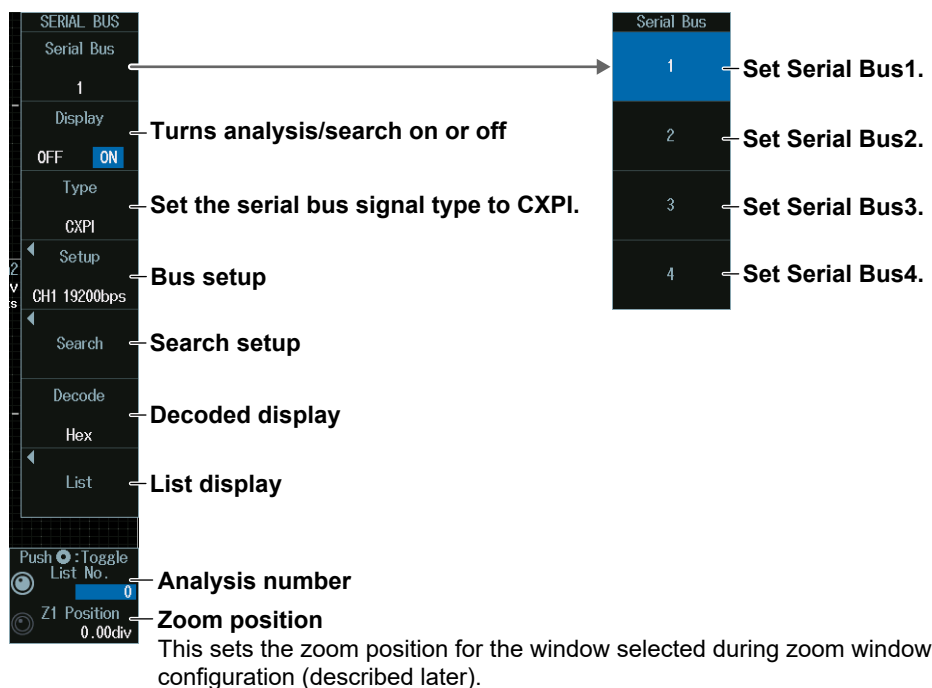 SERIAL BUS
Serial Bus
1
Display
OFF ON
Turns analysis/search on or off
Type
CXPI
Set the serial bus signal type to CXPI.
2
V
s
Setup
CH1 19200bps
Bus setup
Search
Search setup
Decode
Hex
Decoded display
List
List display
Push :Toggle
List No.
0
Analysis number
Z1 Position
0.00div
Zoom position
This sets the zoom position for the window selected during zoom window
configuration (described later).
Serial Bus
1
Set Serial Bus1.
2
Set Serial Bus2.
3
Set Serial Bus3.
4
Set Serial Bus4.